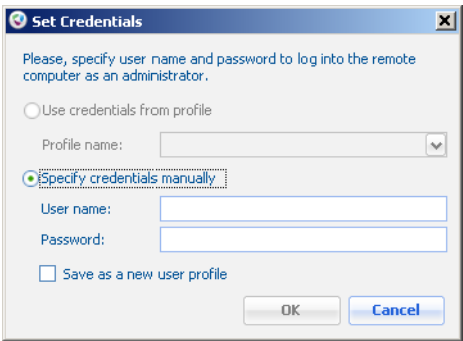 Set Credentials
Please, specify user name and password to log into the remote
computer as an administrator.
Use credentials from profile
Profile name:
Specify credentials manually
User name:
Password:
Save as a new user profile
OK Cancel